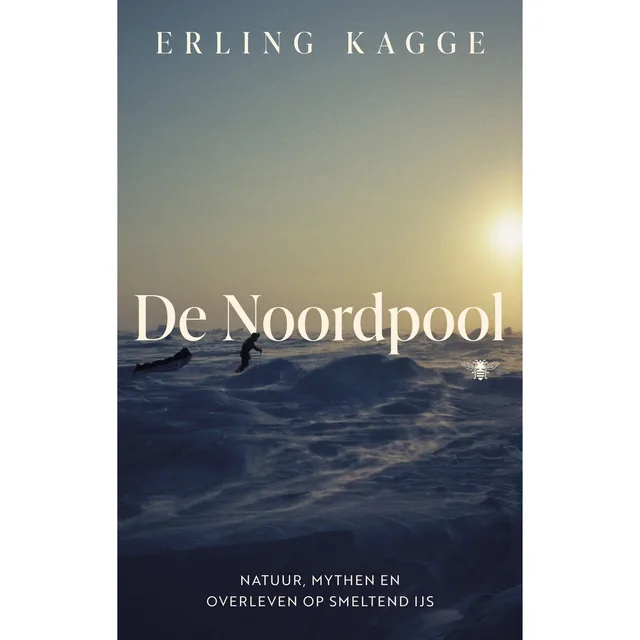 ERLING KAGGE
De Noordpool
NATUUR, MYTHEN EN
OVERLEVEN OP SMELTEND IJS